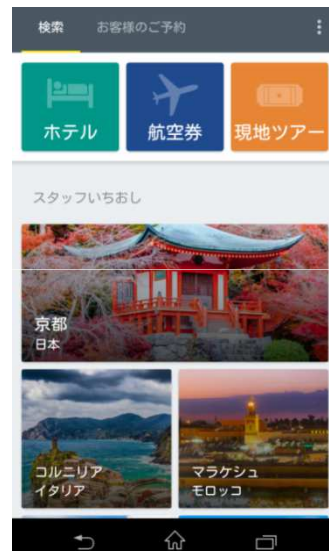 検索
お客様のご予約
ホテル
航空券
現地ツアー
スタッフいちおし
京都
日本
コルニリア
イタリア
マラケシュ
モロッコ